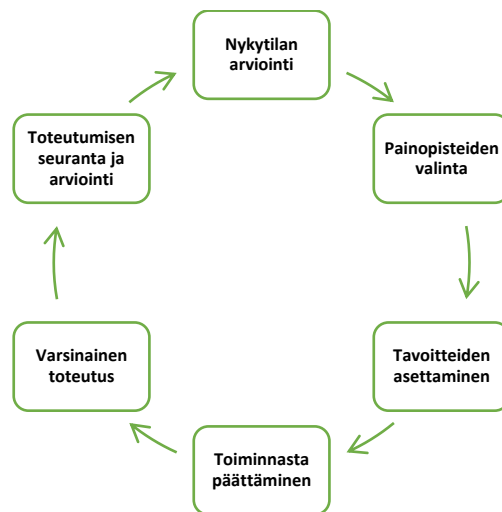 Nykytilan
arviointi
Painopisteiden
valinta
Tavoitteiden
asettaminen
Toiminnasta
päättäminen
Varsinainen
toteutus
Toteutumisen
seuranta ja
arviointi